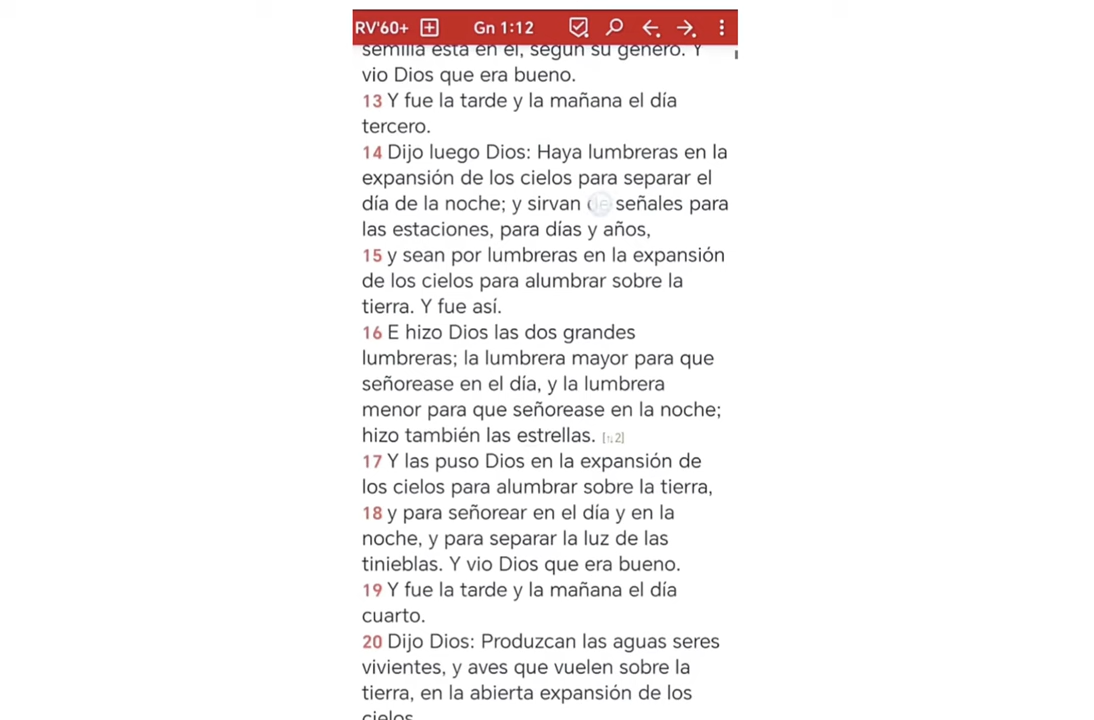 RV'60+ Gn 1:12
semilla está en él, según su género. Y
vio Dios que era bueno.
13 Y fue la tarde y la mañana el día
tercero.
14 Dijo luego Dios: Haya lumbreras en la
expansión de los cielos para separar el
día de la noche; y sirvan de señales para
las estaciones, para días y años,
15 y sean por lumbreras en la expansión
de los cielos para alumbrar sobre la
tierra. Y fue así.
16 E hizo Dios las dos grandes
lumbreras; la lumbrera mayor para que
señorease en el día, y la lumbrera
menor para que señorease en la noche;
hizo también las estrellas. [⇅2]
17 Y las puso Dios en la expansión de
los cielos para alumbrar sobre la tierra,
18 y para señorear en el día y en la
noche, y para separar la luz de las
tinieblas. Y vio Dios que era bueno.
19 Y fue la tarde y la mañana el día
cuarto.
20 Dijo Dios: Produzcan las aguas seres
vivientes, y aves que vuelen sobre la
tierra, en la abierta expansión de los
cielos